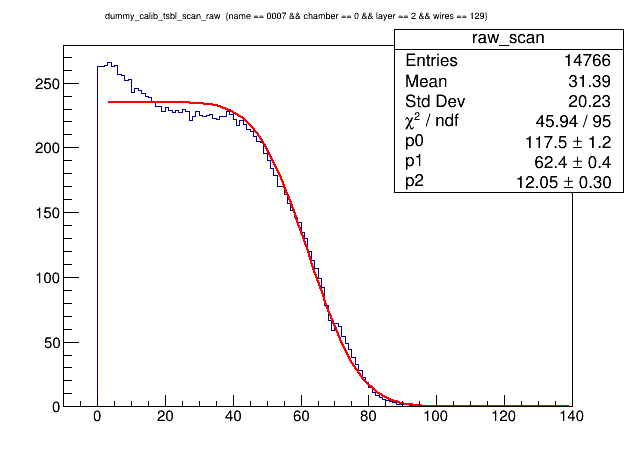 dummy_calib_tsbl_scan_raw (name == 0007 && chamber == 0 && layer == 2 && wires == 129)
raw_scan
Entries 14766
Mean 31.39
Std Dev 20.23
χ² / ndf 45.94 / 95
p0 117.5 ± 1.2
p1 62.4 ± 0.4
p2 12.05 ± 0.30
250
200
150
100
50
0
0 20 40 60 80 100 120 140